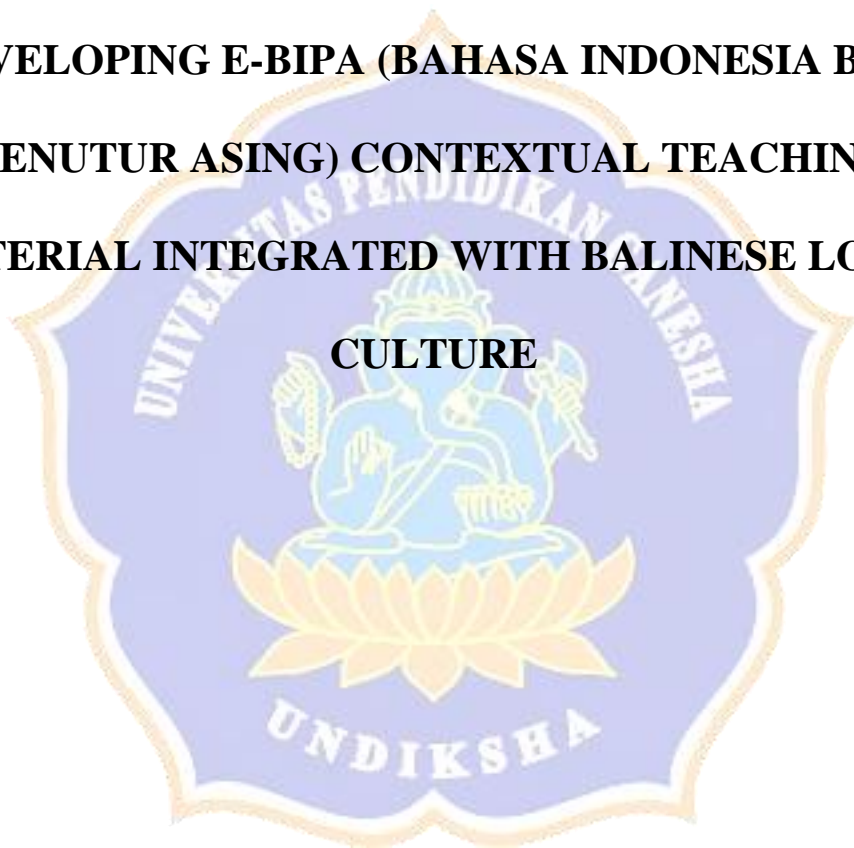 VELOPING E-BIPA (BAHASA INDONESIA B
ENUTUR ASING) CONTEXTUAL TEACHIN
TERIAL INTEGRATED WITH BALINESE LO
CULTURE
UNIVERSITAS PENDIDIKAN GANESHA
UNDIKSHA